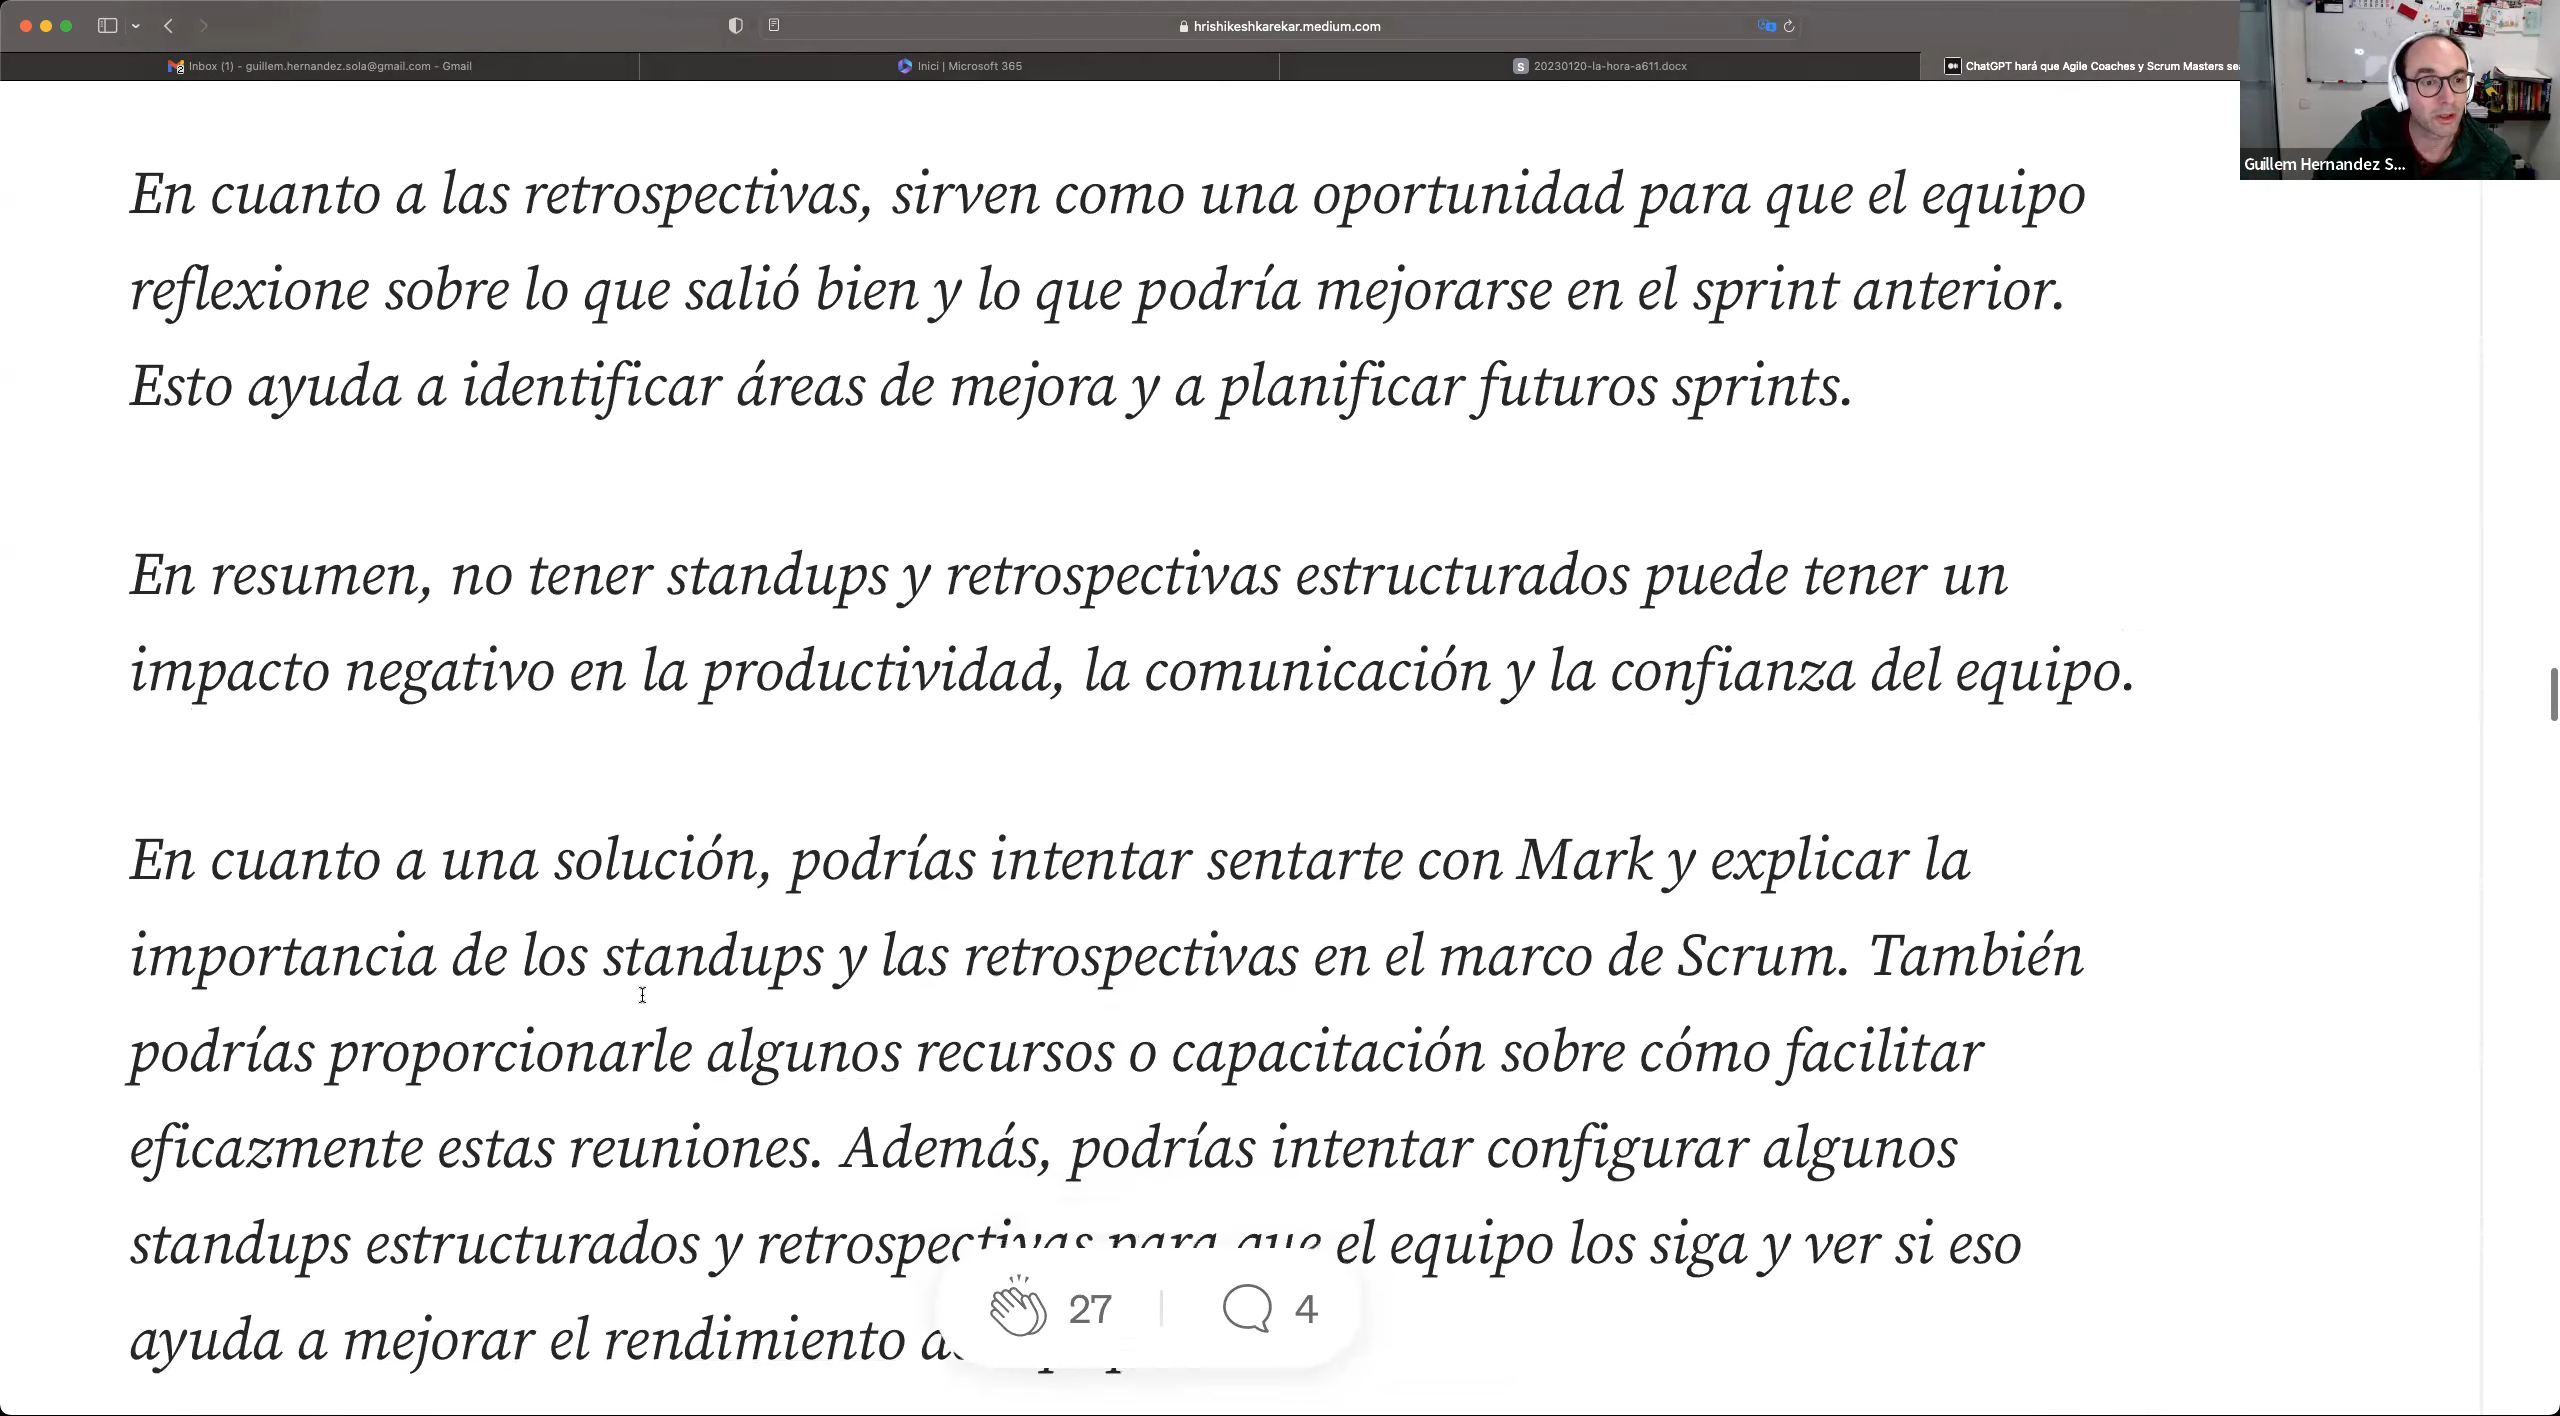 hrishikeshkarekar.medium.com
Inbox (1) - guillem.hernandez.sola@gmail.com - Gmail
Inici | Microsoft 365
S 20230120-la-hora-a611.docx
ChatGPT hará que Agile Coaches y Scrum Masters
Guillem Hernandez S...
En cuanto a las retrospectivas, sirven como una oportunidad para que el equipo
reflexione sobre lo que salió bien y lo que podría mejorarse en el sprint anterior.
Esto ayuda a identificar áreas de mejora y a planificar futuros sprints.
En resumen, no tener standups y retrospectivas estructurados puede tener un
impacto negativo en la productividad, la comunicación y la confianza del equipo.
En cuanto a una solución, podrías intentar sentarte con Mark y explicar la
importancia de los standups y las retrospectivas en el marco de Scrum. También
podrías proporcionarle algunos recursos o capacitación sobre cómo facilitar
eficazmente estas reuniones. Además, podrías intentar configurar algunos
standups estructurados y retrospectivas para que el equipo los siga y ver si eso
ayuda a mejorar el rendimiento
27
4